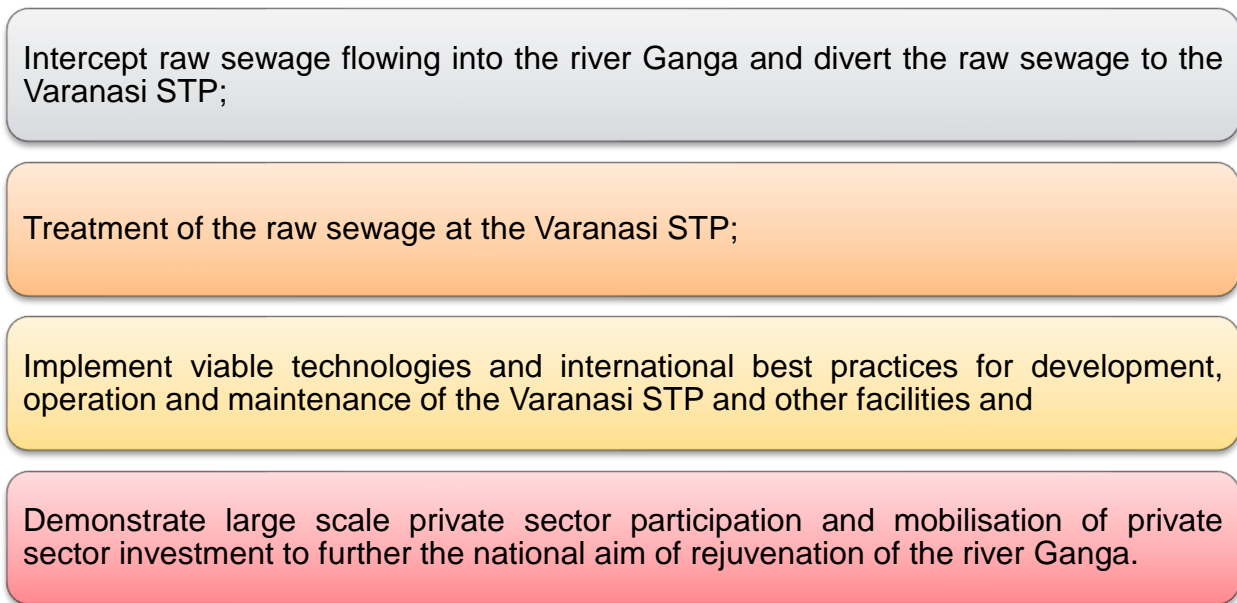 Intercept raw sewage flowing into the river Ganga and divert the raw sewage to the
Varanasi STP;
Treatment of the raw sewage at the Varanasi STP;
Implement viable technologies and international best practices for development,
operation and maintenance of the Varanasi STP and other facilities and
Demonstrate large scale private sector participation and mobilisation of private
sector investment to further the national aim of rejuvenation of the river Ganga.